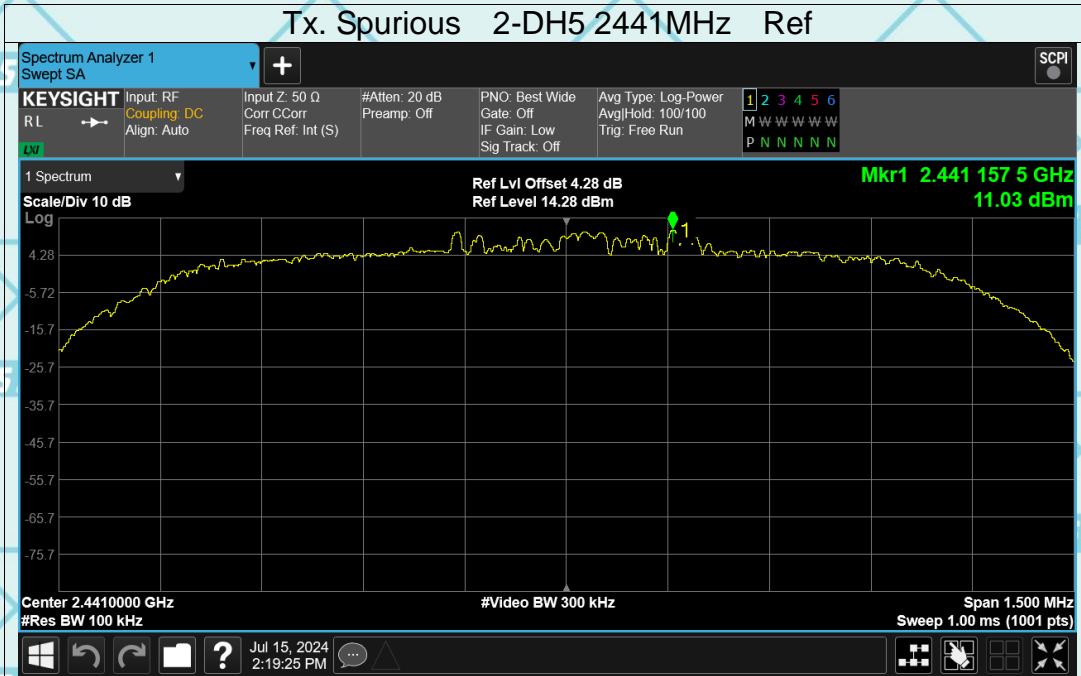 Tx. Spurious 2-DH5 2441MHz Ref
Spectrum Analyzer 1
Swept SA
SCPI
KEYSIGHT
R L
LXI
Input: RF
Coupling: DC
Align: Auto
Input Z: 50 Ω
Corr CCorr
Freq Ref: Int (S)
#Atten: 20 dB
Preamp: Off
PNO: Best Wide
Gate: Off
IF Gain: Low
Sig Track: Off
Avg Type: Log-Power
Avg|Hold: 100/100
Trig: Free Run
1 2 3 4 5 6
M W W W W W
P N N N N N
1 Spectrum
Scale/Div 10 dB
Log
Ref Lvl Offset 4.28 dB
Ref Level 14.28 dBm
Mkr1 2.441 157 5 GHz
11.03 dBm
1
4.28
-5.72
-15.7
-25.7
-35.7
-45.7
-55.7
-65.7
-75.7
Center 2.4410000 GHz
#Res BW 100 kHz
#Video BW 300 kHz
Span 1.500 MHz
Sweep 1.00 ms (1001 pts)
?
Jul 15, 2024
2:19:25 PM